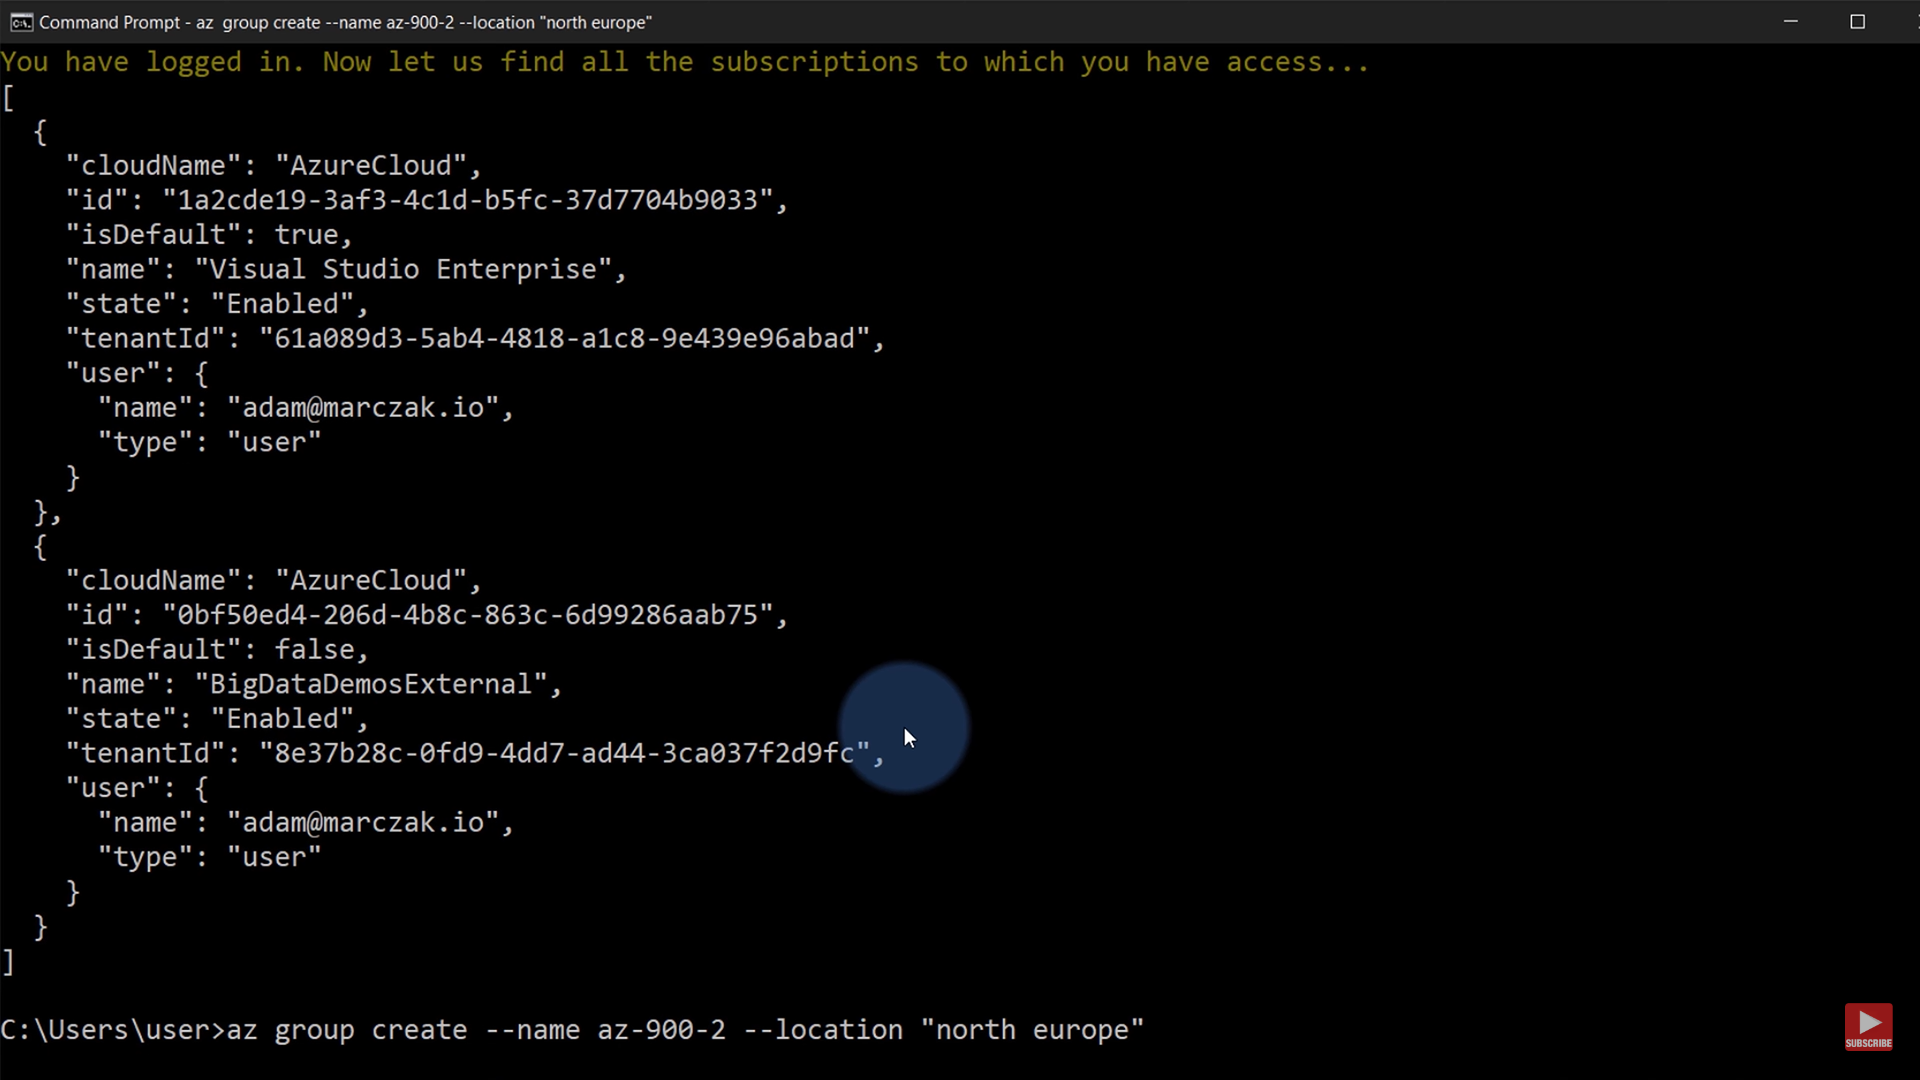 Command Prompt - az  group create --name az-900-2 --location "north europe"
You have logged in. Now let us find all the subscriptions to which you have access...
[
  {
    "cloudName": "AzureCloud",
    "id": "1a2cde19-3af3-4c1d-b5fc-37d7704b9033",
    "isDefault": true,
    "name": "Visual Studio Enterprise",
    "state": "Enabled",
    "tenantId": "61a089d3-5ab4-4818-a1c8-9e439e96abad",
    "user": {
      "name": "adam@marczak.io",
      "type": "user"
    }
  },
  {
    "cloudName": "AzureCloud",
    "id": "0bf50ed4-206d-4b8c-863c-6d99286aab75",
    "isDefault": false,
    "name": "BigDataDemosExternal",
    "state": "Enabled",
    "tenantId": "8e37b28c-0fd9-4dd7-ad44-3ca037f2d9fc",
    "user": {
      "name": "adam@marczak.io",
      "type": "user"
    }
  }
]
C:\Users\user>az group create --name az-900-2 --location "north europe"
SUBSCRIBE